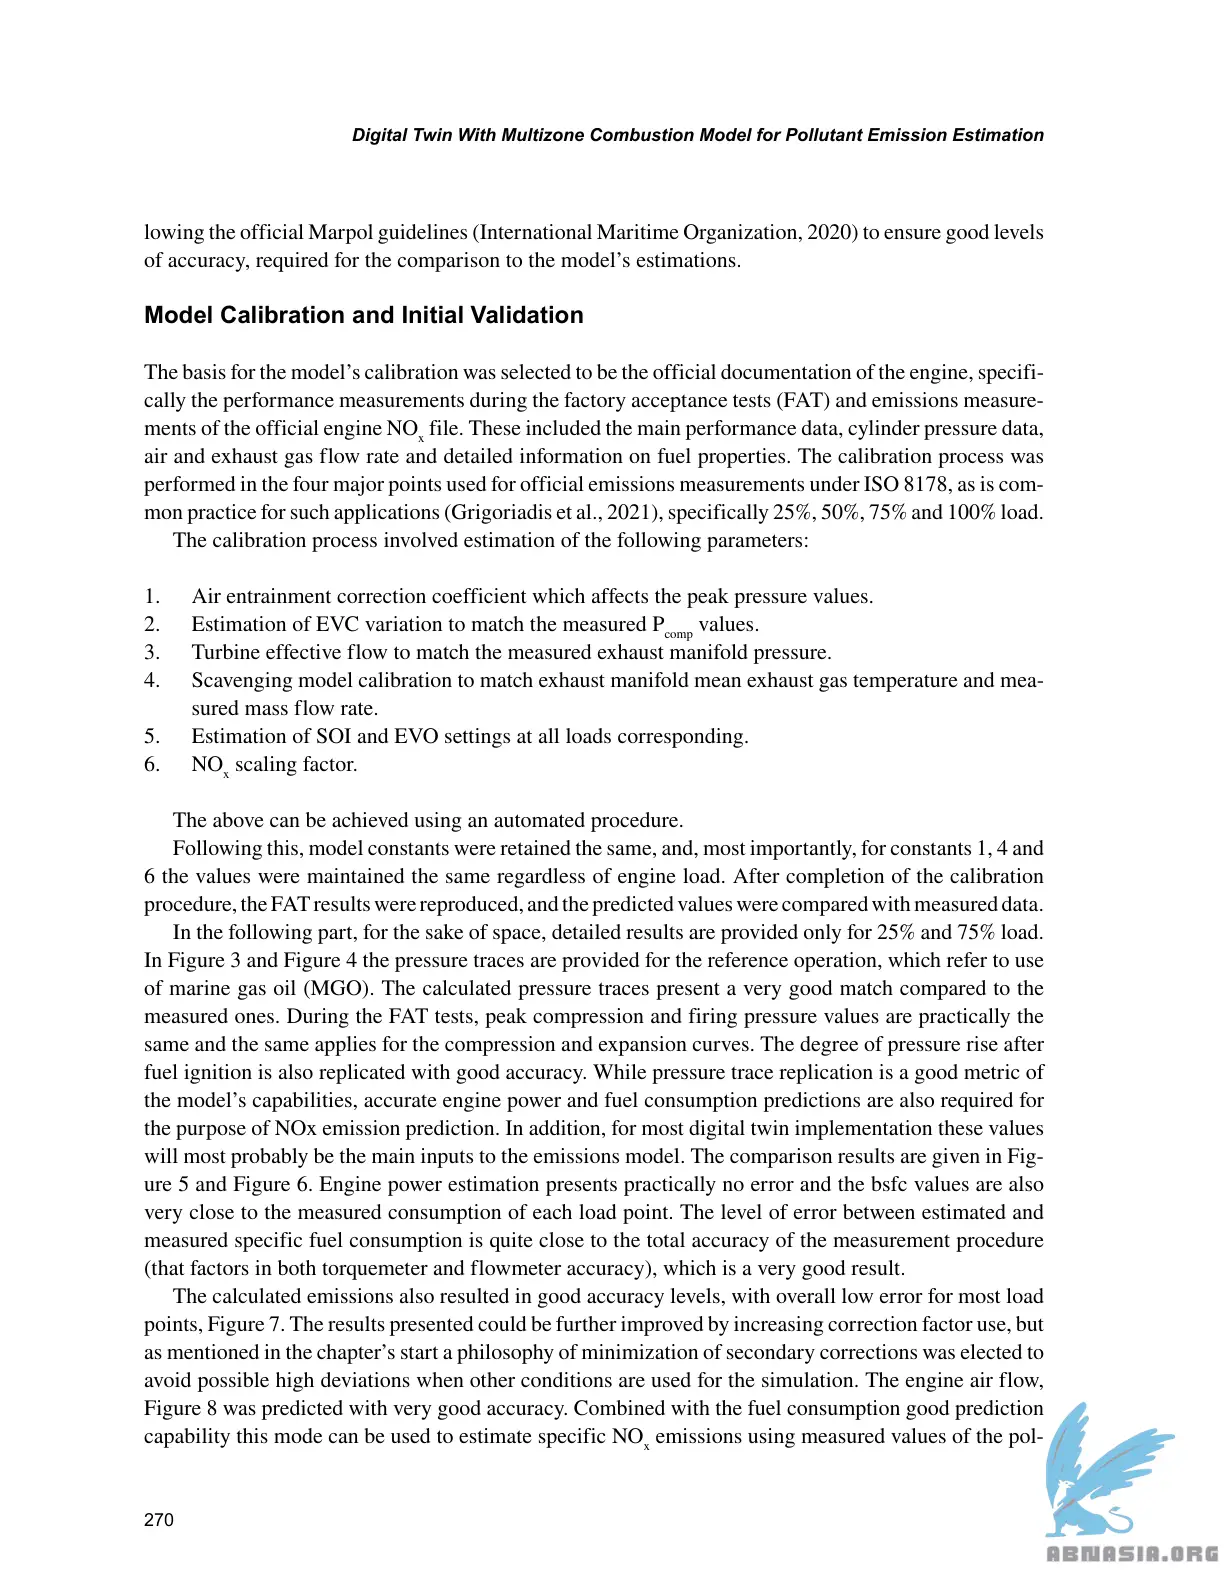 Digital Twin With Multizone Combustion Model for Pollutant Emission Estimation
lowing the official Marpol guidelines (International Maritime Organization, 2020) to ensure good levels
of accuracy, required for the comparison to the model’s estimations.
Model Calibration and Initial Validation
The basis for the model’s calibration was selected to be the official documentation of the engine, specifi-
cally the performance measurements during the factory acceptance tests (FAT) and emissions measure-
ments of the official engine NOx file. These included the main performance data, cylinder pressure data,
air and exhaust gas flow rate and detailed information on fuel properties. The calibration process was
performed in the four major points used for official emissions measurements under ISO 8178, as is com-
mon practice for such applications (Grigoriadis et al., 2021), specifically 25%, 50%, 75% and 100% load.
The calibration process involved estimation of the following parameters:
1. Air entrainment correction coefficient which affects the peak pressure values.
2. Estimation of EVC variation to match the measured Pcomp values.
3. Turbine effective flow to match the measured exhaust manifold pressure.
4. Scavenging model calibration to match exhaust manifold mean exhaust gas temperature and mea-
sured mass flow rate.
5. Estimation of SOI and EVO settings at all loads corresponding.
6. NOx scaling factor.
The above can be achieved using an automated procedure.
Following this, model constants were retained the same, and, most importantly, for constants 1, 4 and
6 the values were maintained the same regardless of engine load. After completion of the calibration
procedure, the FAT results were reproduced, and the predicted values were compared with measured data.
In the following part, for the sake of space, detailed results are provided only for 25% and 75% load.
In Figure 3 and Figure 4 the pressure traces are provided for the reference operation, which refer to use
of marine gas oil (MGO). The calculated pressure traces present a very good match compared to the
measured ones. During the FAT tests, peak compression and firing pressure values are practically the
same and the same applies for the compression and expansion curves. The degree of pressure rise after
fuel ignition is also replicated with good accuracy. While pressure trace replication is a good metric of
the model’s capabilities, accurate engine power and fuel consumption predictions are also required for
the purpose of NOx emission prediction. In addition, for most digital twin implementation these values
will most probably be the main inputs to the emissions model. The comparison results are given in Fig-
ure 5 and Figure 6. Engine power estimation presents practically no error and the bsfc values are also
very close to the measured consumption of each load point. The level of error between estimated and
measured specific fuel consumption is quite close to the total accuracy of the measurement procedure
(that factors in both torquemeter and flowmeter accuracy), which is a very good result.
The calculated emissions also resulted in good accuracy levels, with overall low error for most load
points, Figure 7. The results presented could be further improved by increasing correction factor use, but
as mentioned in the chapter’s start a philosophy of minimization of secondary corrections was elected to
avoid possible high deviations when other conditions are used for the simulation. The engine air flow,
Figure 8 was predicted with very good accuracy. Combined with the fuel consumption good prediction
capability this mode can be used to estimate specific NOx emissions using measured values of the pol-
270
ABNASIA.ORG